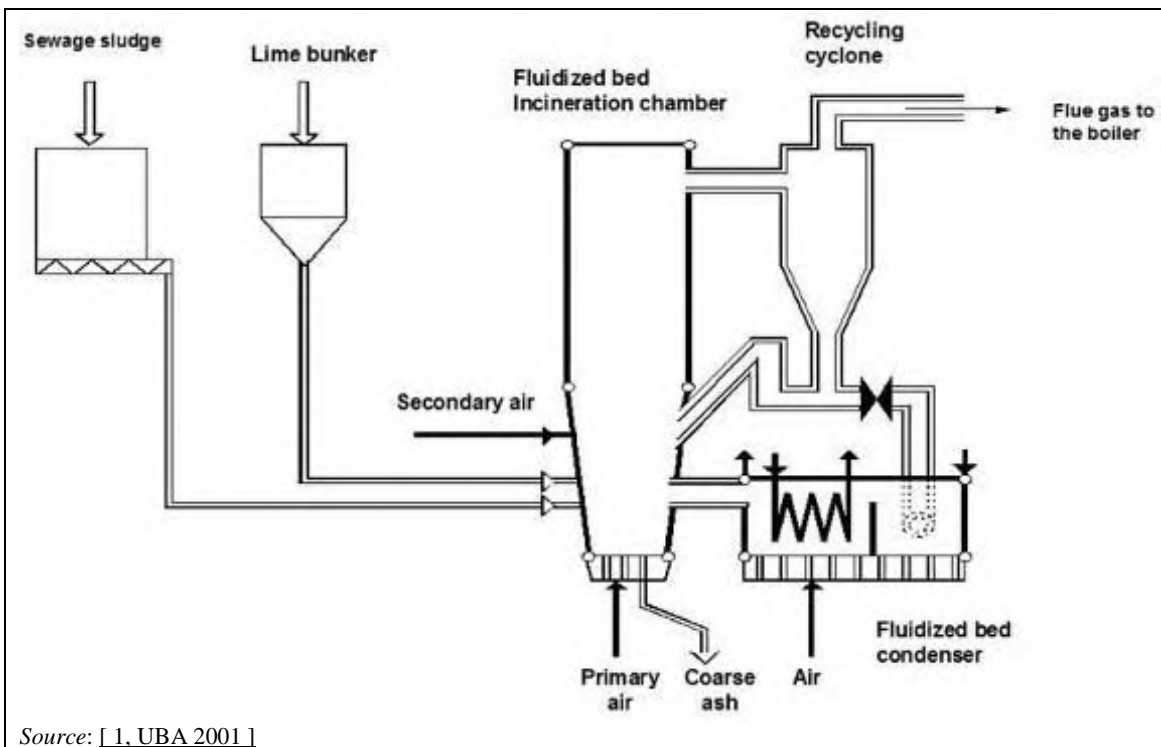 Sewage sludge
Lime bunker
Fluidized bed
Incineration chamber
Recycling
cyclone
Flue gas to
the boiler
Secondary air
Primary
air
Coarse
ash
Air
Fluidized bed
condenser
Source: [ 1, UBA 2001 ]